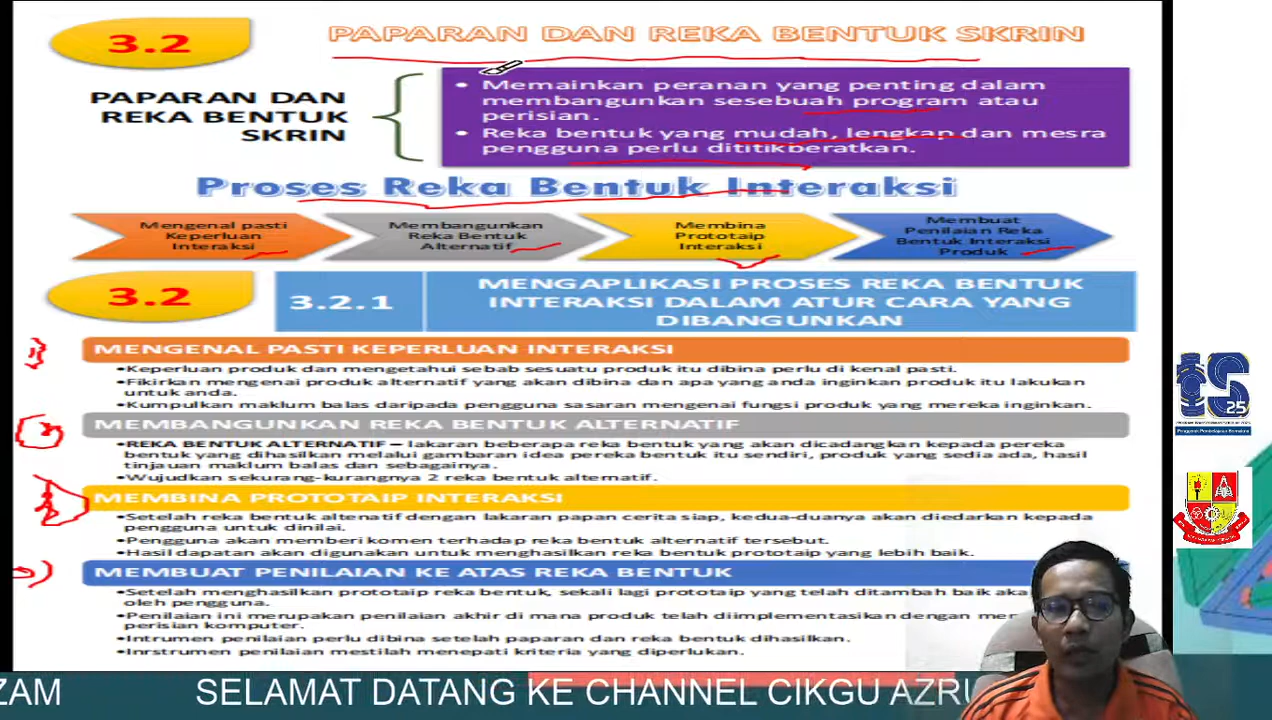 3.2
PAPARAN DAN REKA BENTUK SKRIN
PAPARAN DAN
REKA BENTUK
SKRIN
•Memainkan peranan yang penting dalam
membangunkan sesebuah program atau
perisian.
•Reka bentuk yang mudah, lengkap dan mesra
pengguna perlu dititikberatkan.
Proses Reka Bentuk Interaksi
Mengenal pasti
Keperluan
Interaksi
Membangunkan
Reka Bentuk
Alternatif
Membina
Prototaip
Interaksi
Membuat
Penilaian Reka
Bentuk Interaksi
Produk
3.2
3.2.1
MENGAPLIKASI PROSES REKA BENTUK
INTERAKSI DALAM ATUR CARA YANG
DIBANGUNKAN
MENGENAL PASTI KEPERLUAN INTERAKSI
•Keperluan produk dan mengetahui sebab sesuatu produk itu dibina perlu di kenal pasti.
•Fikirkan mengenai produk alternatif yang akan dibina dan apa yang anda inginkan produk itu lakukan
untuk anda.
•Kumpulkan maklum balas daripada pengguna sasaran mengenai fungsi produk yang mereka inginkan.
MEMBANGUNKAN REKA BENTUK ALTERNATIF
•REKA BENTUK ALTERNATIF – lakaran beberapa reka bentuk yang akan dicadangkan kepada pereka
bentuk yang dihasilkan melalui gambaran idea pereka bentuk itu sendiri, produk yang sedia ada, hasil
tinjauan maklum balas dan sebagainya.
•Wujudkan sekurang-kurangnya 2 reka bentuk alternatif.
MEMBINA PROTOTAIP INTERAKSI
•Setelah reka bentuk altenatif dengan lakaran papan cerita siap, kedua-duanya akan diedarkan kepada
pengguna untuk dinilai.
•Pengguna akan memberi komen terhadap reka bentuk alternatif tersebut.
•Hasil dapatan akan digunakan untuk menghasilkan reka bentuk prototaip yang lebih baik.
MEMBUAT PENILAIAN KE ATAS REKA BENTUK
•Setelah menghasilkan prototaip reka bentuk, sekali lagi prototaip yang telah ditambah baik aka
oleh pengguna.
•Penilaian ini merupakan penilaian akhir di mana produk telah diimplementasikan dengan
perisian komputer.
•Intrumen penilaian perlu dibina setelah paparan dan reka bentuk dihasilkan.
•Inrstrumen penilaian mestilah menepati kriteria yang diperlukan.
25
ZAM SELAMAT DATANG KE CHANNEL CIKGU AZRU